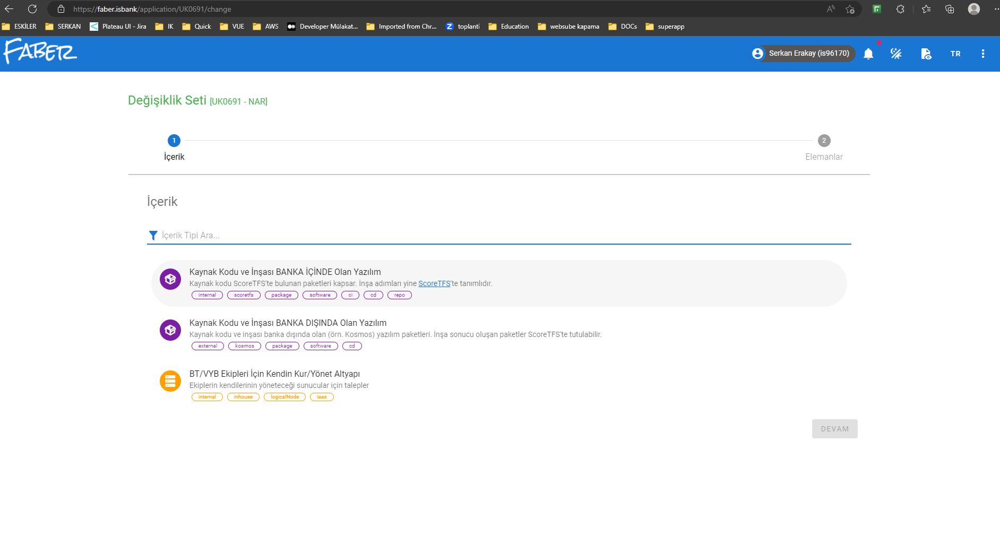 https://faber.isbank/application/UK0691/change
ESKİLER SERKAN Plateau UI - Jira IK Quick VUE AWS Developer Mülakat... Imported from Chr... toplanti Education websube kapama DOCs superapp
FABER
Serkan Erakay (is96170) TR
Değişiklik Seti [UK0691 - NAR]
1 2
İçerik Elemanlar
İçerik
İçerik Tipi Ara...
Kaynak Kodu ve İnşası BANKA İÇİNDE Olan Yazılım
Kaynak kodu ScoreTFS'te bulunan paketleri kapsar. İnşa adımları yine ScoreTFS'te tanımlıdır.
internal scoretfs package software ci cd repo
Kaynak Kodu ve İnşası BANKA DIŞINDA Olan Yazılım
Kaynak kodu ve inşası banka dışında olan (örn. Kosmos) yazılım paketleri. İnşa sonucu oluşan paketler ScoreTFS'te tutulabilir.
external kosmos package software cd
BT/VYB Ekipleri İçin Kendin Kur/Yönet Altyapı
Ekiplerin kendilerinin yöneteceği sunucular için talepler
internal inhouse logicalNode iaas
DEVAM